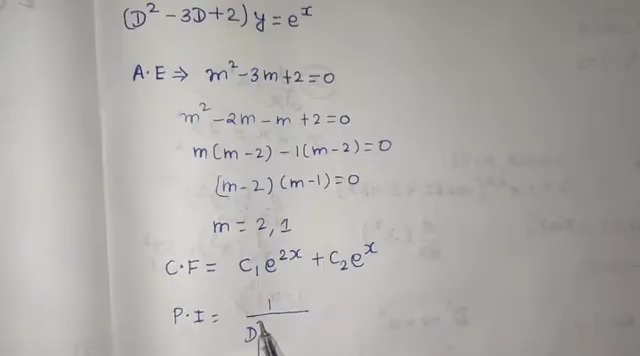 (D² - 3D + 2) y = eˣ
A.E ⇒ m² - 3m + 2 = 0
m² - 2m - m + 2 = 0
m(m - 2) - 1(m - 2) = 0
(m - 2)(m - 1) = 0
m = 2, 1
C.F = C₁e²ˣ + C₂eˣ
P.I = 1/D